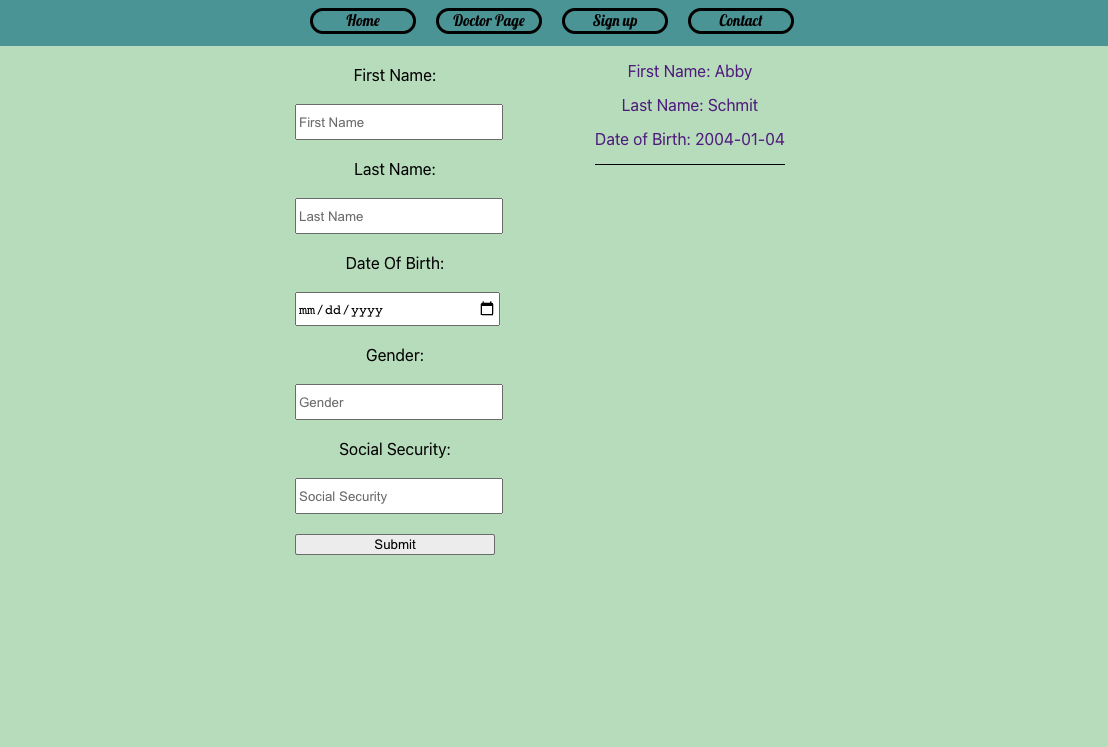 Home Doctor Page Sign up Contact
First Name:
First Name
Last Name:
Last Name
Date Of Birth:
mm/dd/yyyy
Gender:
Gender
Social Security:
Social Security
Submit
First Name: Abby
Last Name: Schmit
Date of Birth: 2004-01-04